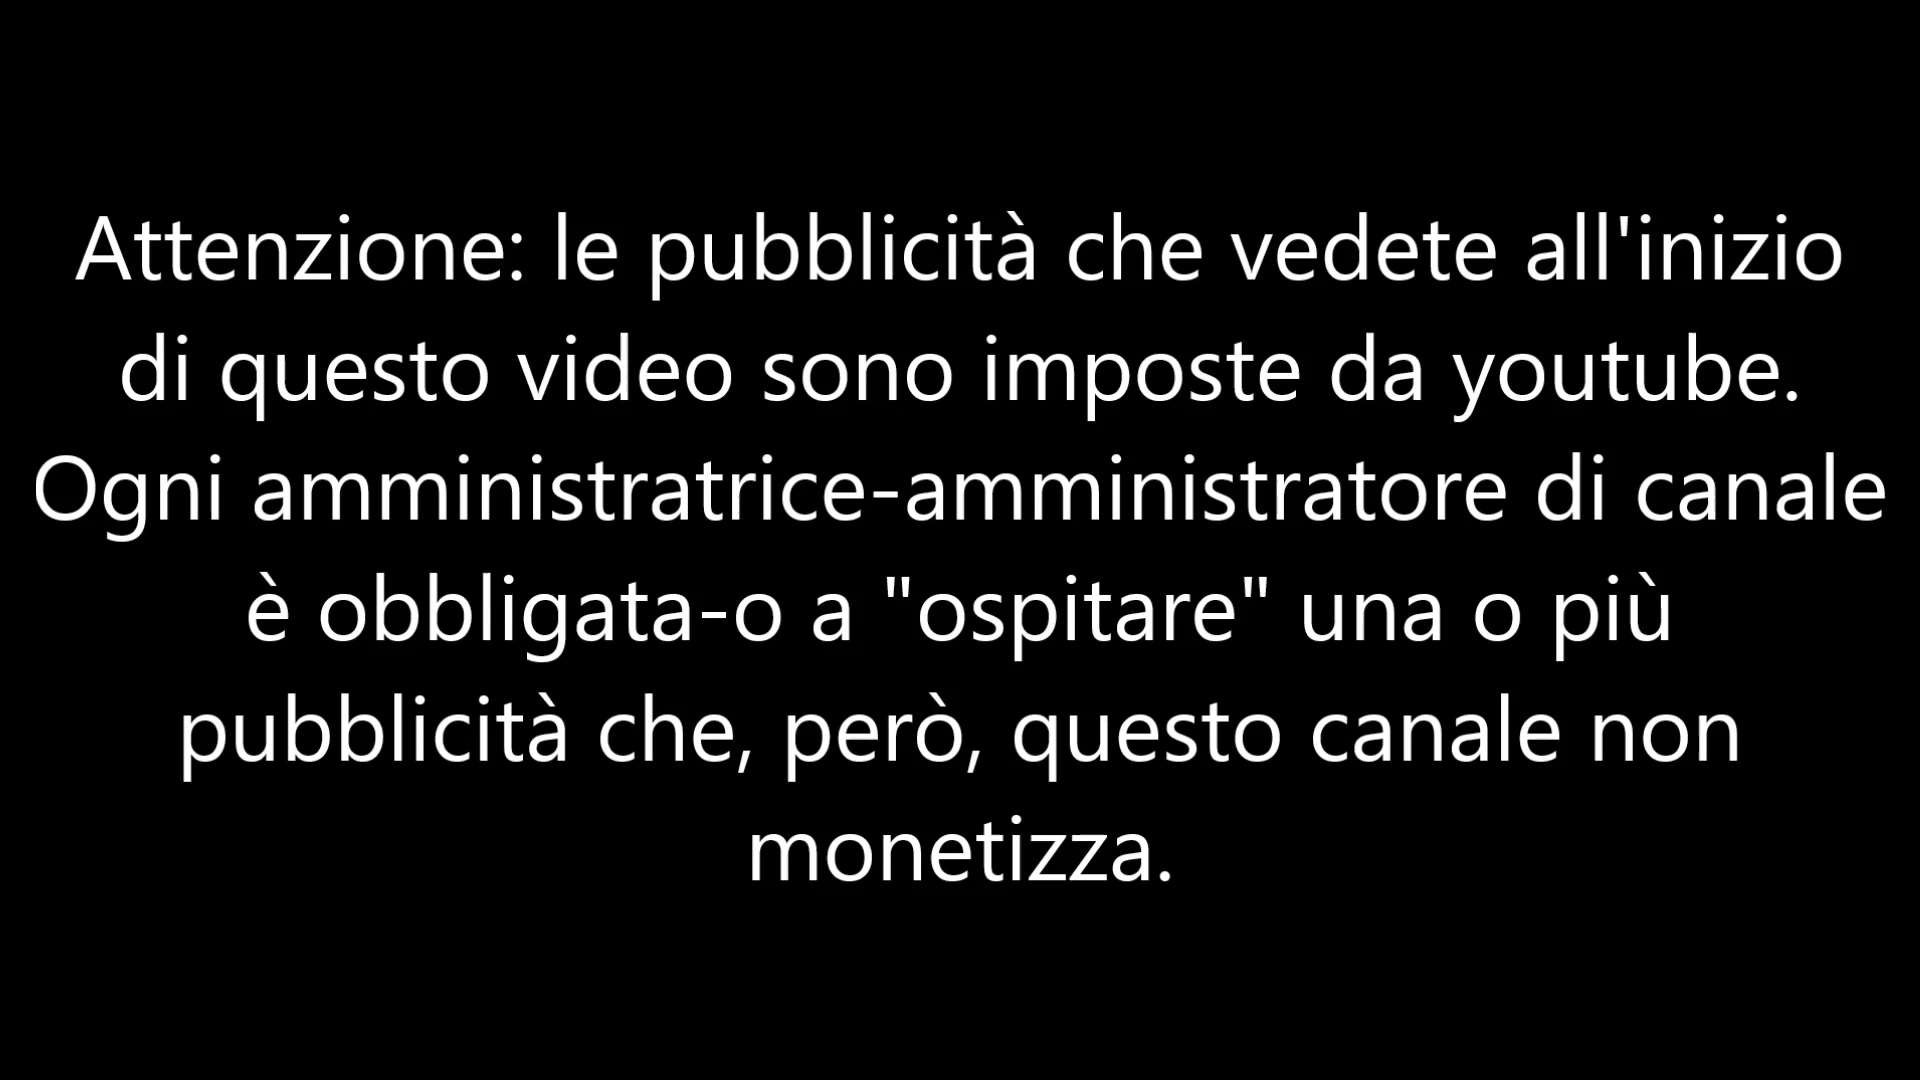 Attenzione: le pubblicità che vedete all'inizio
di questo video sono imposte da youtube.
Ogni amministratrice-amministratore di canale
è obbligata-o a "ospitare" una o più
pubblicità che, però, questo canale non
monetizza.